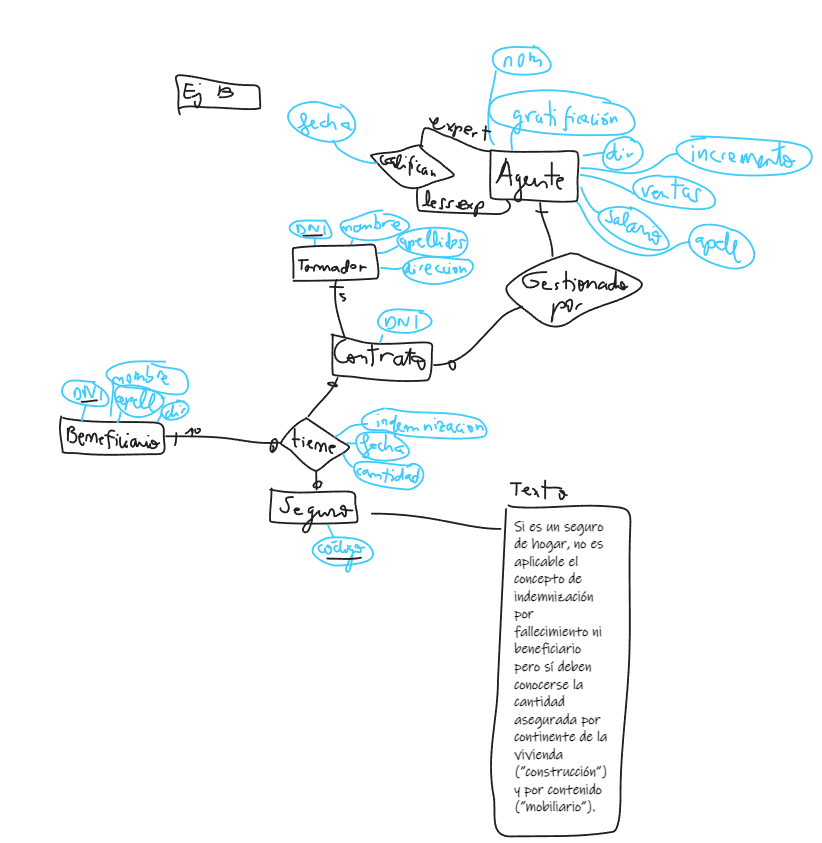 nom
Ej 13
gratificación
fecha
expert
dir
incremento
califican
Agente
ventas
less exp
salario
apell
DNI
nombre
apellidos
Tomador
direccion
Gestionado
por
5
DNI
Contrato
nombre
DNI
apell
dir
Beneficiario
10
indemnizacion
tiene
fecha
cantidad
Seguro
Texto
código
Si es un seguro
de hogar, no es
aplicable el
concepto de
indemnización
por
fallecimiento ni
beneficiario
pero sí deben
conocerse la
cantidad
asegurada por
continente de la
vivienda
("construcción")
y por contenido
("mobiliario").